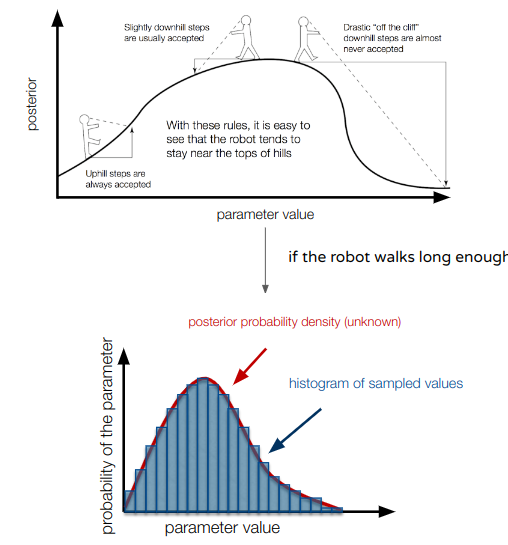 Slightly downhill steps
are usually accepted
Drastic "off the cliff"
downhill steps are almost
never accepted
posterior
With these rules, it is easy to
see that the robot tends to
stay near the tops of hills
Uphill steps are
always accepted
parameter value
if the robot walks long enough
posterior probability density (unknown)
histogram of sampled values
probability of the parameter
parameter value